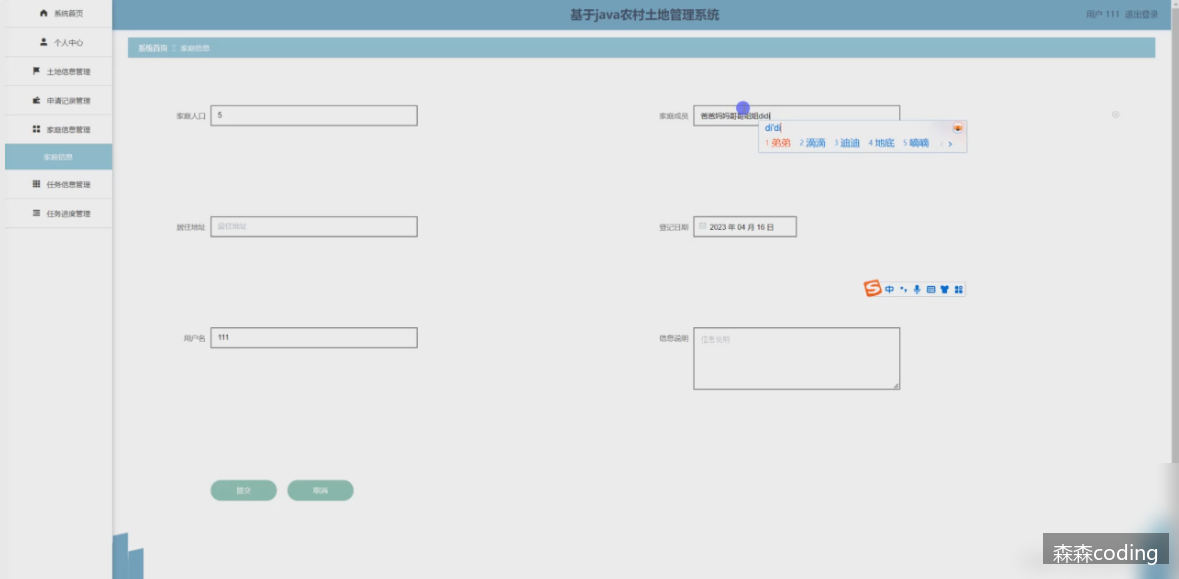 系统首页
个人中心
土地信息管理
申请记录管理
家庭信息管理
家庭信息
任务信息管理
任务进度管理
基于java农村土地管理系统
用户 111 退出登录
系统首页 家庭信息
家庭人口 5
家庭成员 爸爸妈妈哥哥姐姐didi
di'di
1 弟弟 2 滴滴 3 迪迪 4 地底 5 嘀嘀
居住地址 居住地址
登记日期 2023 年 04 月 16 日
中
用户名 111
信息说明 信息说明
提交 取消
森森coding